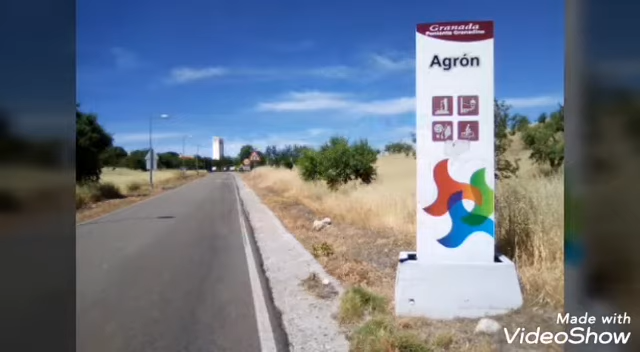 Granada
Poniente Granadino
Agrón
Made with
VideoShow